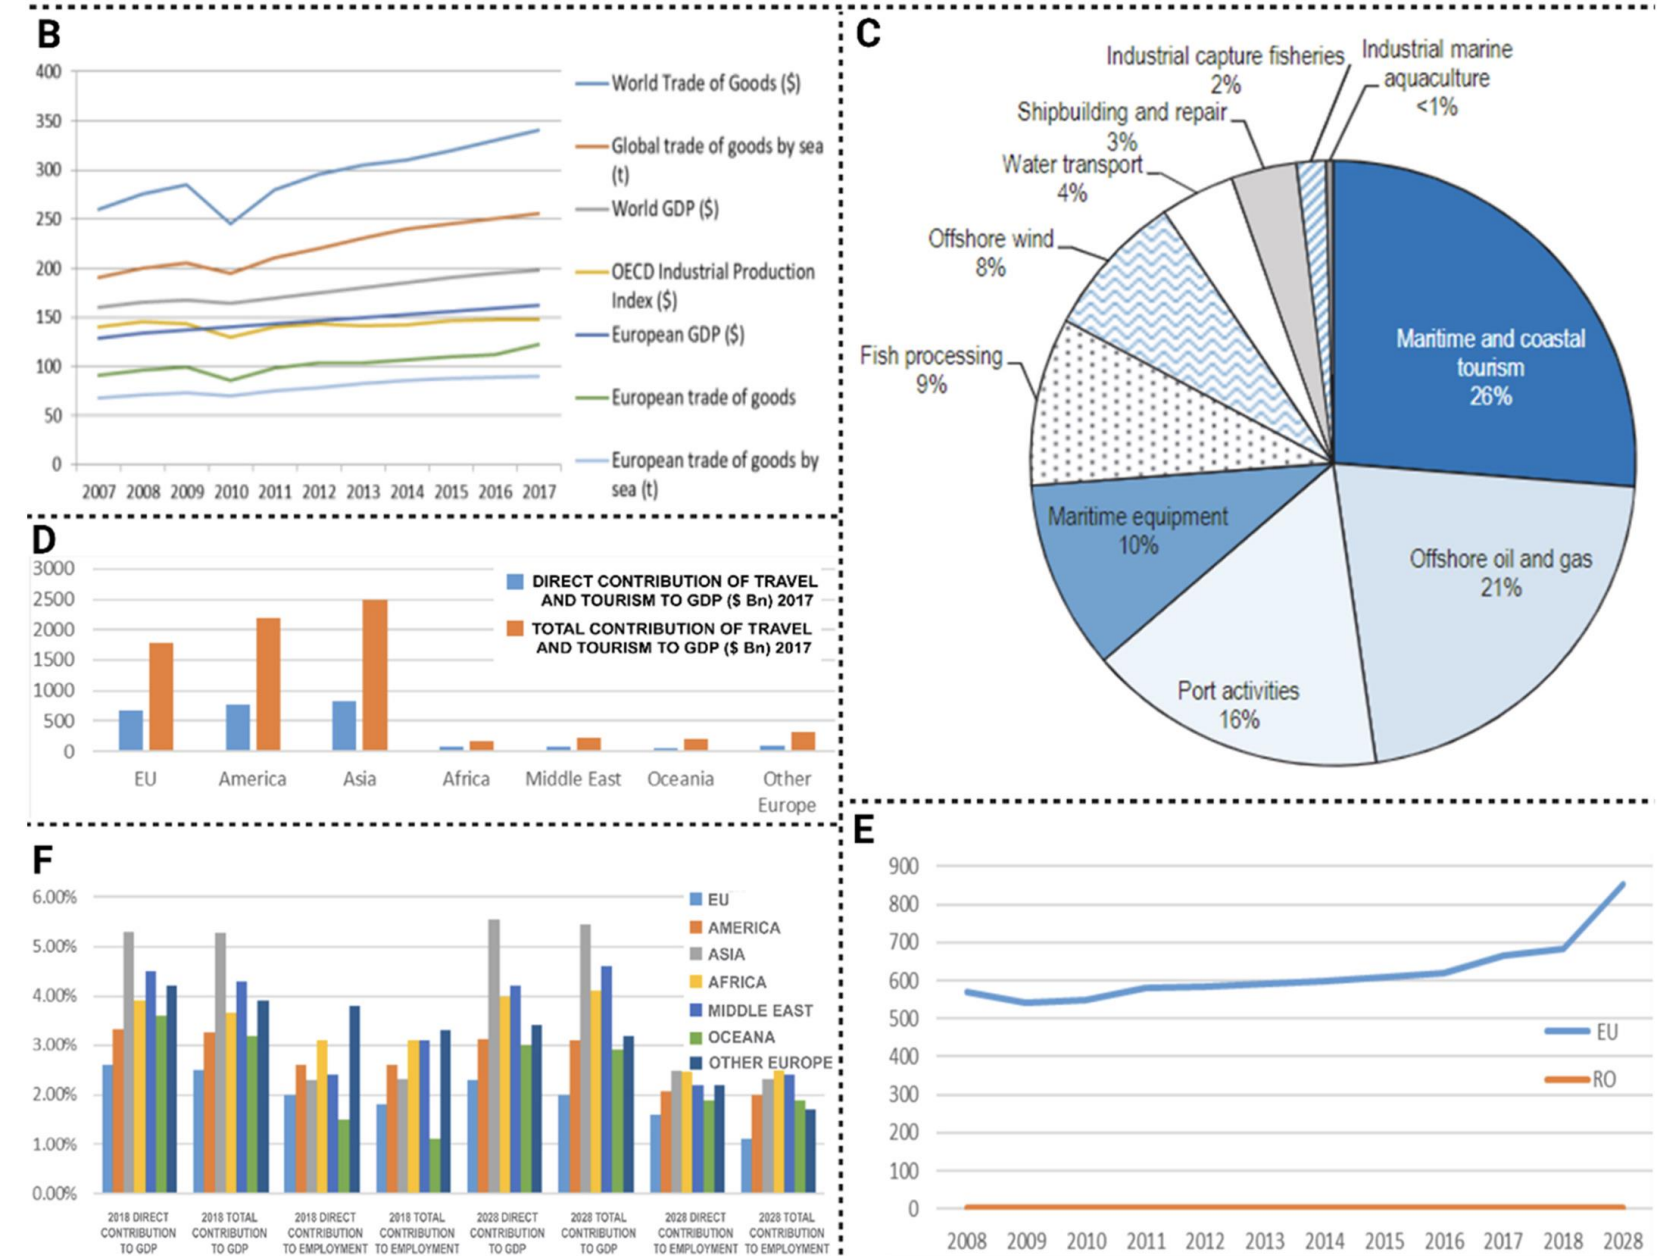 B
400
350
300
250
200
150
100
50
0
2007 2008 2009 2010 2011 2012 2013 2014 2015 2016 2017
World Trade of Goods ($)
Global trade of goods by sea
(t)
World GDP ($)
OECD Industrial Production
Index ($)
European GDP ($)
European trade of goods
European trade of goods by
sea (t)
C
Industrial capture fisheries
2%
Industrial marine
aquaculture
<1%
Shipbuilding and repair
3%
Water transport
4%
Offshore wind
8%
Fish processing
9%
Maritime equipment
10%
Port activities
16%
Offshore oil and gas
21%
Maritime and coastal
tourism
26%
D
3000
2500
2000
1500
1000
500
0
DIRECT CONTRIBUTION OF TRAVEL
AND TOURISM TO GDP ($ Bn) 2017
TOTAL CONTRIBUTION OF TRAVEL
AND TOURISM TO GDP ($ Bn) 2017
EU America Asia Africa Middle East Oceania Other
Europe
E
900
800
700
600
500
400
300
200
100
0
EU
RO
2008 2009 2010 2011 2012 2013 2014 2015 2016 2017 2018 2028
F
6.00%
5.00%
4.00%
3.00%
2.00%
1.00%
0.00%
EU
AMERICA
ASIA
AFRICA
MIDDLE EAST
OCEANA
OTHER EUROPE
2018 DIRECT
CONTRIBUTION
TO GDP
2018 TOTAL
CONTRIBUTION
TO GDP
2018 DIRECT
CONTRIBUTION
TO EMPLOYMENT
2018 TOTAL
CONTRIBUTION
TO EMPLOYMENT
2028 DIRECT
CONTRIBUTION
TO GDP
2028 TOTAL
CONTRIBUTION
TO GDP
2028 DIRECT
CONTRIBUTION
TO EMPLOYMENT
2028 TOTAL
CONTRIBUTION
TO EMPLOYMENT